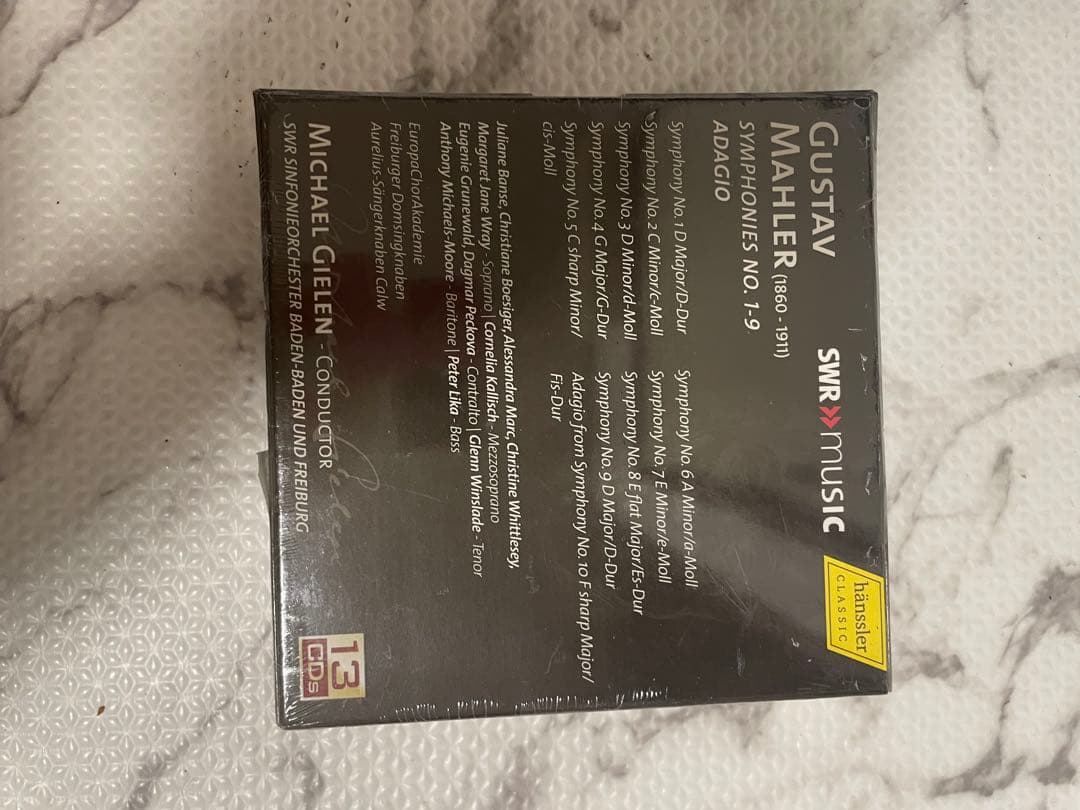 GUSTAV
MAHLER (1860 - 1911)
SYMPHONIES NO. 1-9
ADAGIO
SWR»MUSIC
hänssler
CLASSIC
Symphony No. 1 D Major/D-Dur
Symphony No. 2 C Minor/c-Moll
Symphony No. 3 D Minor/d-Moll
Symphony No. 4 G Major/G-Dur
Symphony No. 5 C sharp Minor/
cis-Moll
Symphony No. 6 A Minor/a-Moll
Symphony No. 7 E Minor/e-Moll
Symphony No. 8 E flat Major/Es-Dur
Symphony No. 9 D Major/D-Dur
Adagio from Symphony No. 10 F sharp Major/
Fis-Dur
Juliane Banse, Christiane Boesiger, Alessandra Marc, Christine Whittlesey,
Margaret Jane Wray - Soprano | Cornelia Kallisch - Mezzosoprano
Eugenie Grunewald, Dagmar Peckova - Contralto | Glenn Winslade - Tenor
Anthony Michaels-Moore - Baritone | Peter Lika - Bass
EuropaChorAkademie
Freiburger Domsingknaben
Aurelius-Sängerknaben Calw
MICHAEL GIELEN - CONDUCTOR
SWR SINFONIEORCHESTER BADEN-BADEN UND FREIBURG
13
CDs